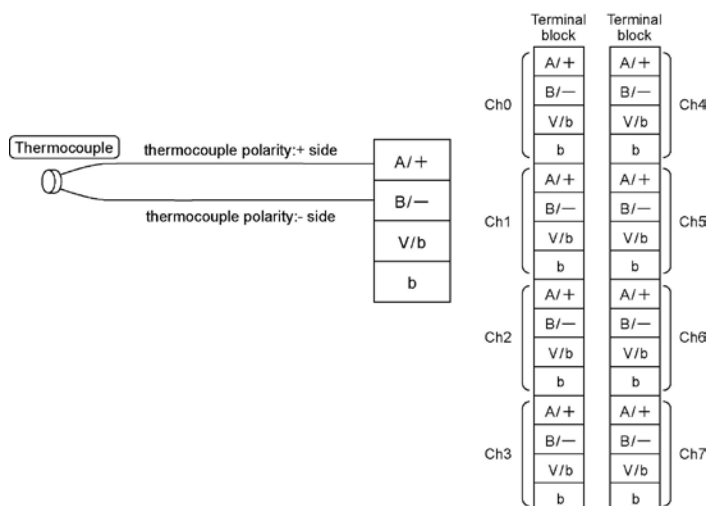 Thermocouple
thermocouple polarity:+ side
thermocouple polarity:- side
A/+
B/—
V/b
b
Terminal block
Terminal block
Ch0
A/+
B/—
V/b
b
A/+
B/—
V/b
b
Ch4
Ch1
A/+
B/—
V/b
b
A/+
B/—
V/b
b
Ch5
Ch2
A/+
B/—
V/b
b
A/+
B/—
V/b
b
Ch6
Ch3
A/+
B/—
V/b
b
A/+
B/—
V/b
b
Ch7